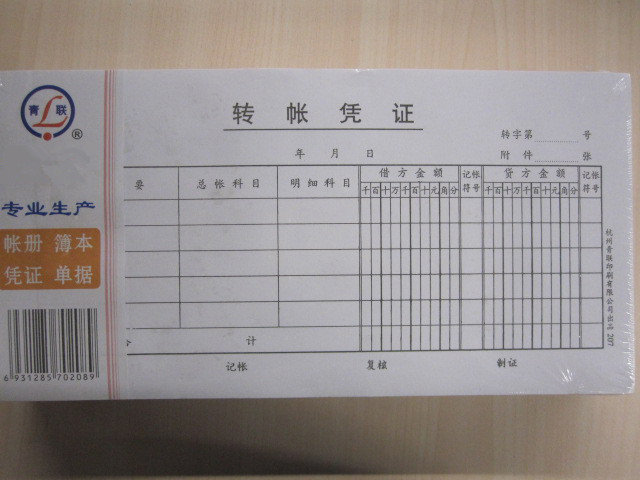 青 L 联
®
专业生产
帐册 簿本
凭证 单据
6 931285 702089
转帐凭证
转字第 号
年 月 日
附件 张
要 总帐科目 明细科目 借方金额 记帐符号 贷方金额 记帐符号
千百十万千百十元角分 千百十万千百十元角分
合 计
记帐 复核 制证
杭州青联印刷有限公司出品 207